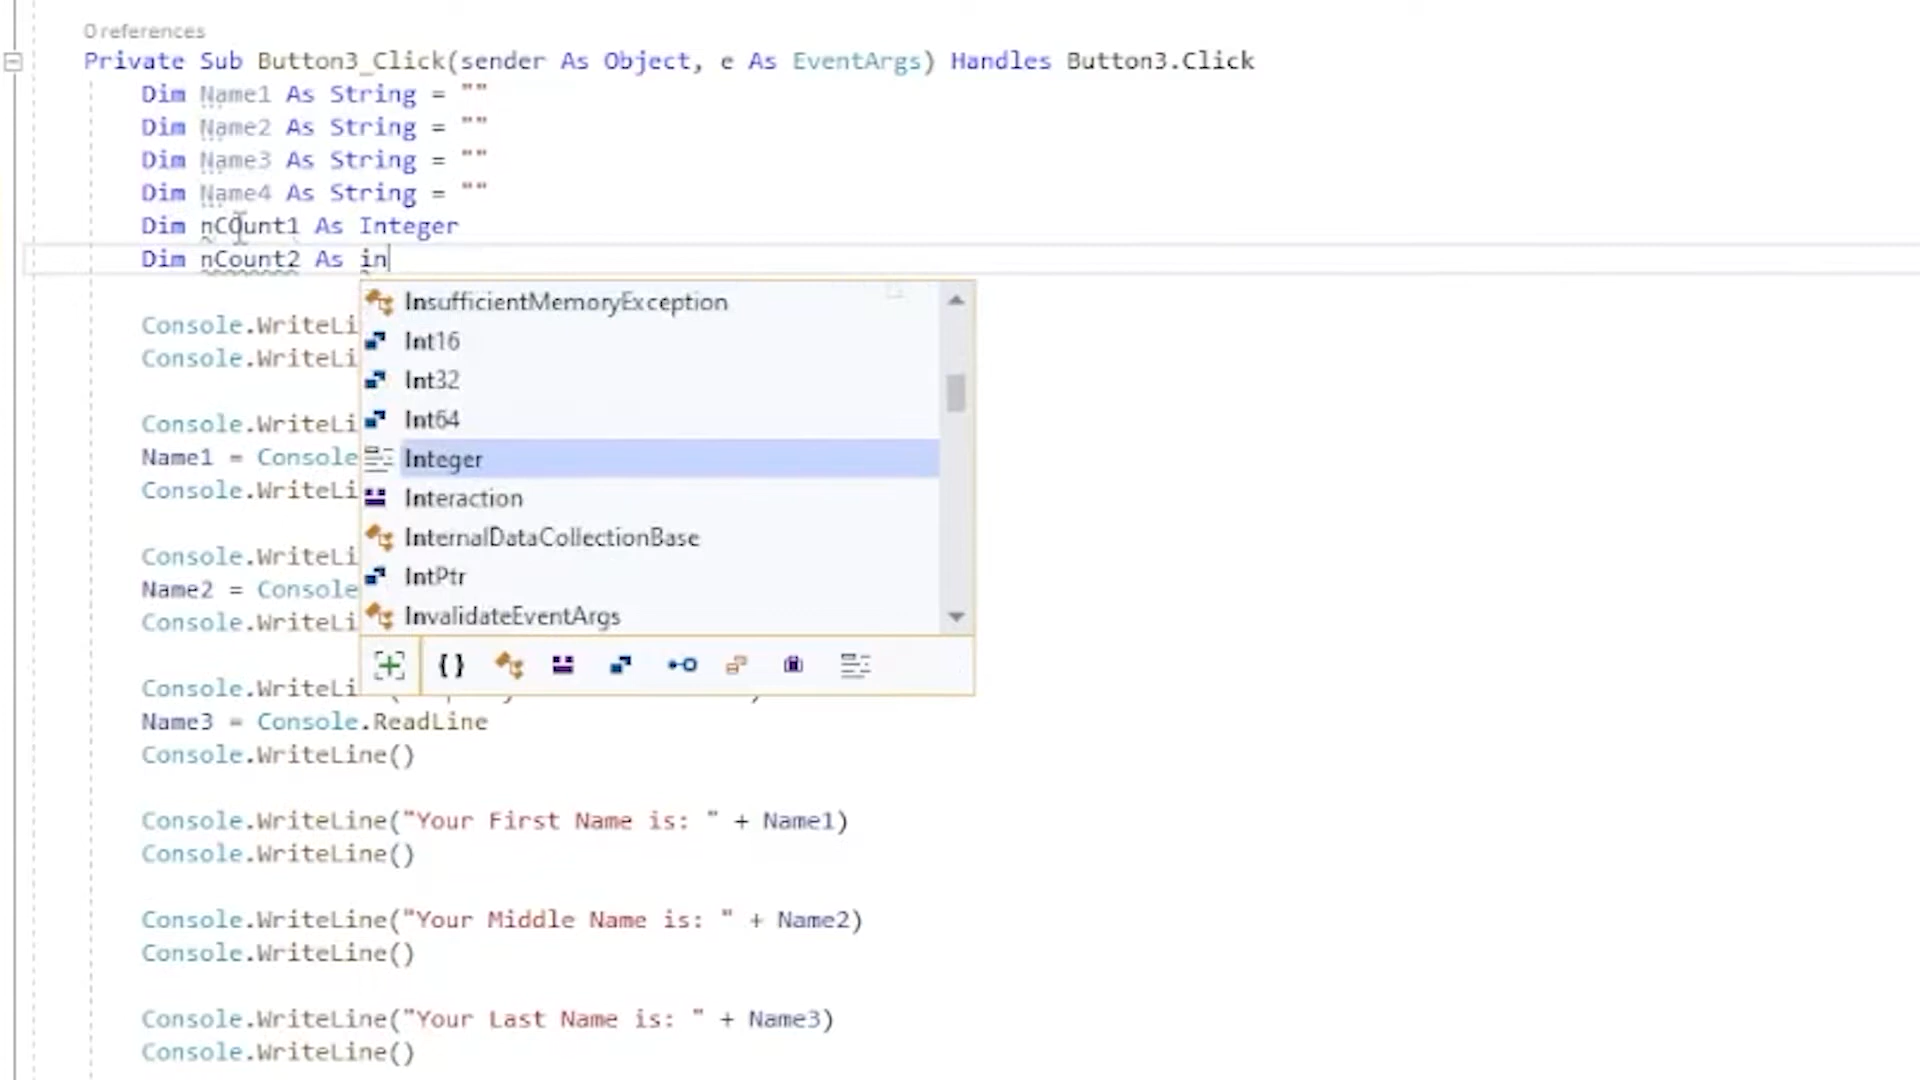 0 references
Private Sub Button3_Click(sender As Object, e As EventArgs) Handles Button3.Click
Dim Name1 As String = ""
Dim Name2 As String = ""
Dim Name3 As String = ""
Dim Name4 As String = ""
Dim nCount1 As Integer
Dim nCount2 As in
InsufficientMemoryException
Int16
Int32
Int64
Integer
Interaction
InternalDataCollectionBase
IntPtr
InvalidateEventArgs
{}
Console.WriteLi
Console.WriteLi
Console.WriteLi
Name1 = Console
Console.WriteLi
Console.WriteLi
Name2 = Console
Console.WriteLi
Console.WriteLi
Name3 = Console.ReadLine
Console.WriteLine()
Console.WriteLine("Your First Name is: " + Name1)
Console.WriteLine()
Console.WriteLine("Your Middle Name is: " + Name2)
Console.WriteLine()
Console.WriteLine("Your Last Name is: " + Name3)
Console.WriteLine()